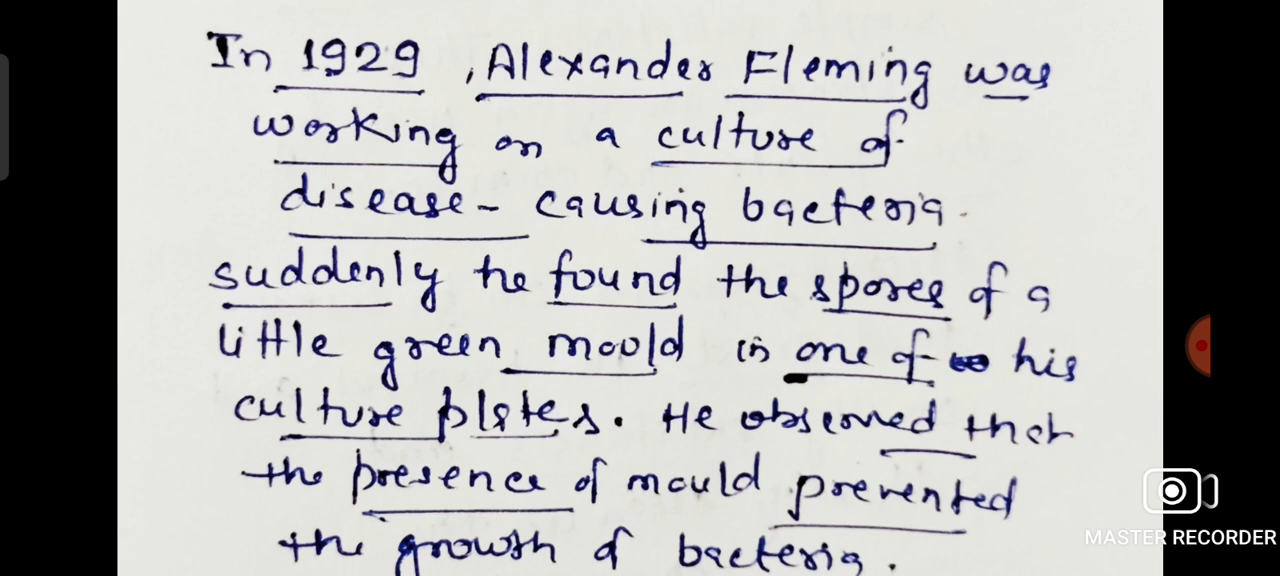 In 1929 , Alexander Fleming was
working on a culture of
disease- causing bacteria.
suddenly he found the spores of a
little green mould in one of his
culture plates. He observed that
the presence of mould prevented
the growth of bacteria.
MASTER RECORDER